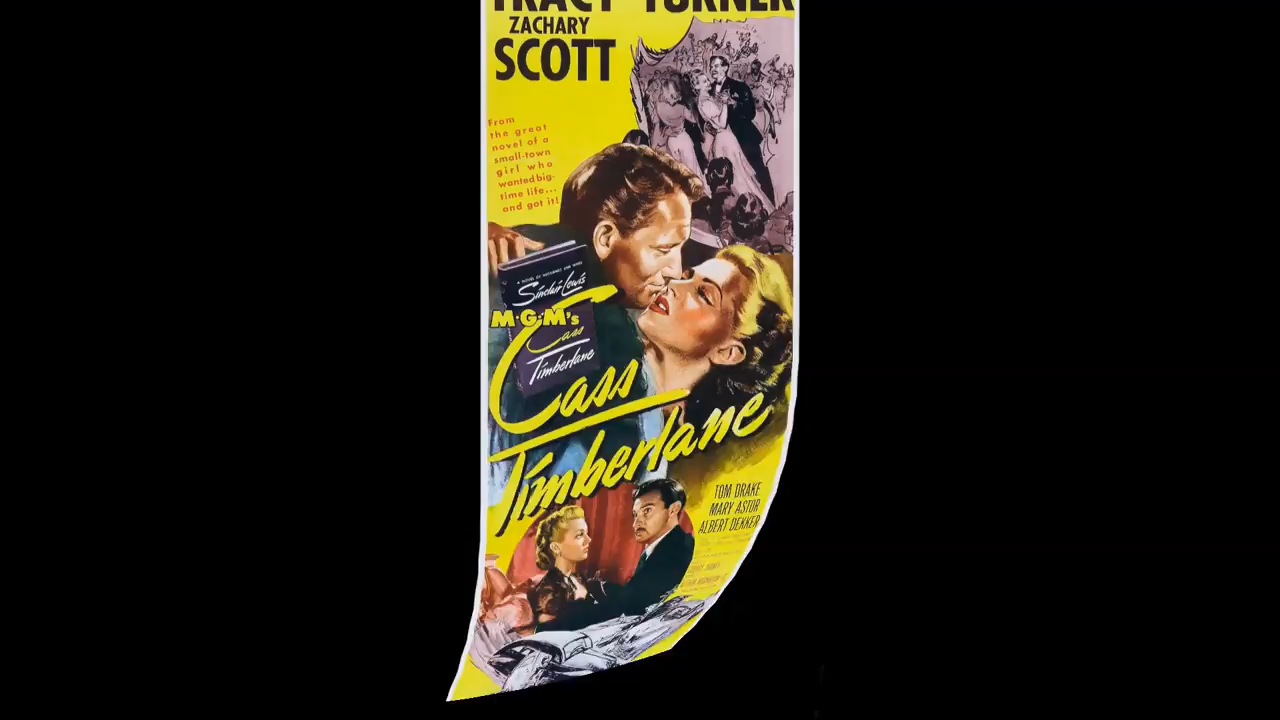 TRACY TURNER
ZACHARY
SCOTT
From
the great
novel of a
small-town
girl who
wanted big-
time life...
and got it!
Sinclair Lewis
M·G·M's
Cass
Timberlane
Cass
Timberlane
TOM DRAKE
MARY ASTOR
ALBERT DEKKER